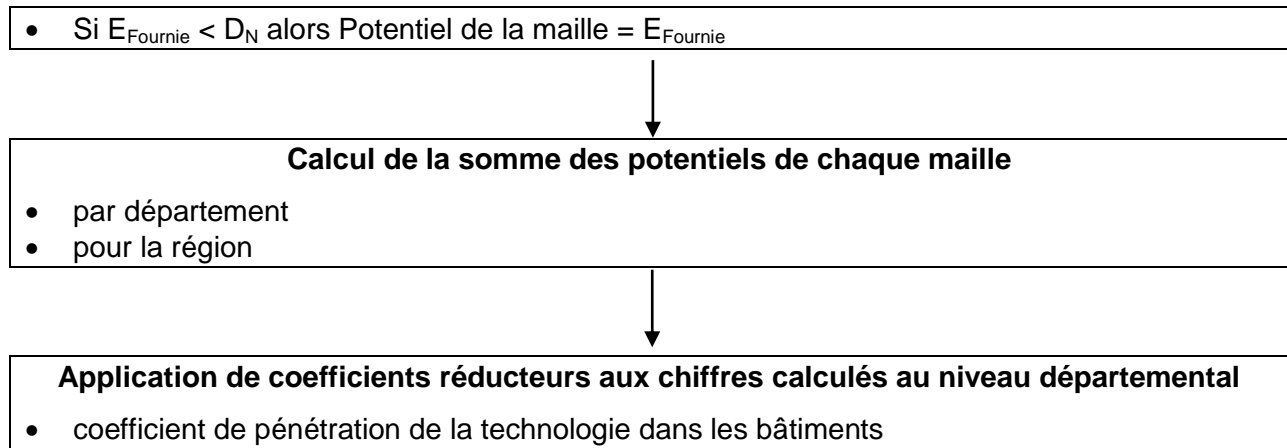 • Si E_Fournie < D_N alors Potentiel de la maille = E_Fournie
Calcul de la somme des potentiels de chaque maille
• par département
• pour la région
Application de coefficients réducteurs aux chiffres calculés au niveau départemental
• coefficient de pénétration de la technologie dans les bâtiments